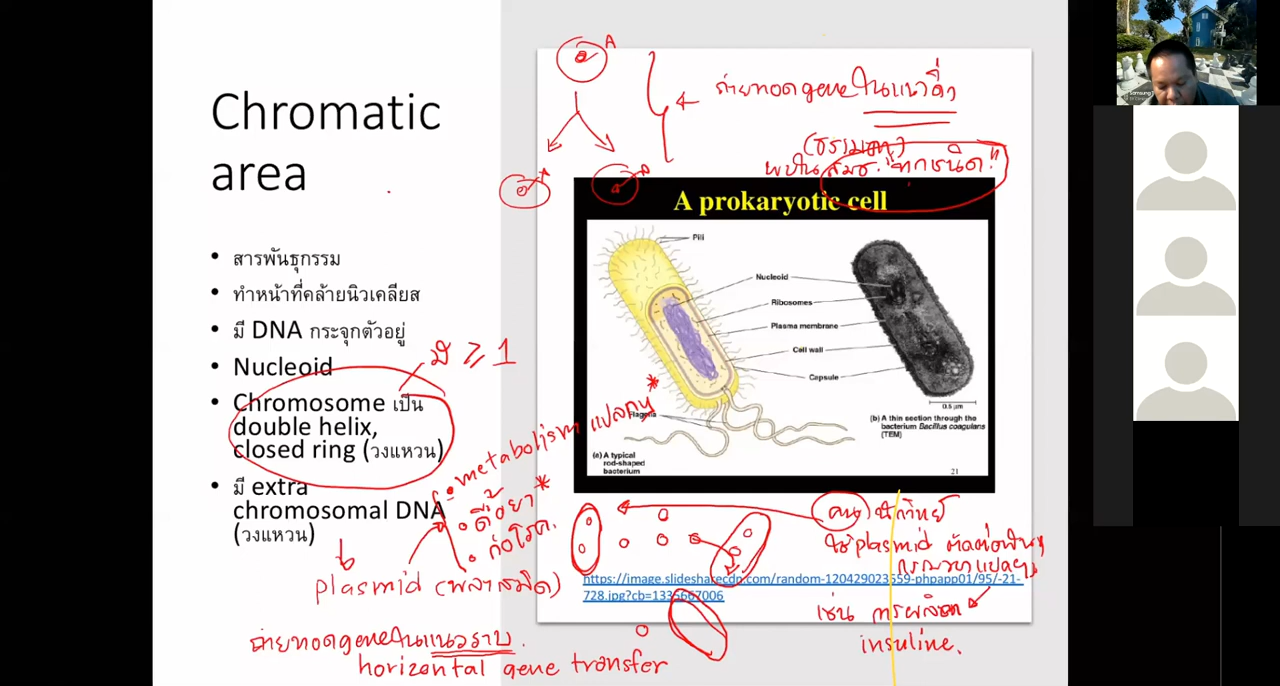 Chromatic
area
• สารพันธุกรรม
• ทำหน้าที่คล้ายนิวเคลียส
• มี DNA กระจุกตัวอยู่
• Nucleoid
• Chromosome เป็น
double helix,
closed ring (วงแหวน)
• มี extra
chromosomal DNA
(วงแหวน)
มี ≥ 1
plasmid (พลาสมิด)
• metabolism แปลกๆ *
• ดื้อยา *
• ก่อโรค.
ถ่ายทอดgeneในแนวราบ.
horizontal gene transfer
A
A
A
ถ่ายทอดgeneในแนวดิ่ง
(ธรรมดา)
พบในสมช. "ทุกชนิด"
A prokaryotic cell
Pili
Nucleoid
Ribosomes
Plasma membrane
Cell wall
Capsule
Flagella
0.5 μm
(a) A typical
rod-shaped
bacterium
(b) A thin section through the
bacterium Bacillus coagulans
(TEM)
21
คน
ใช้plasmid ตัดต่อพันธุ
https://image.slidesharecdn.com/random-120429023559-phpapp01/95/-21-
728.jpg?cb=1335667006
เช่น การผลิต
insuline.
Samsung